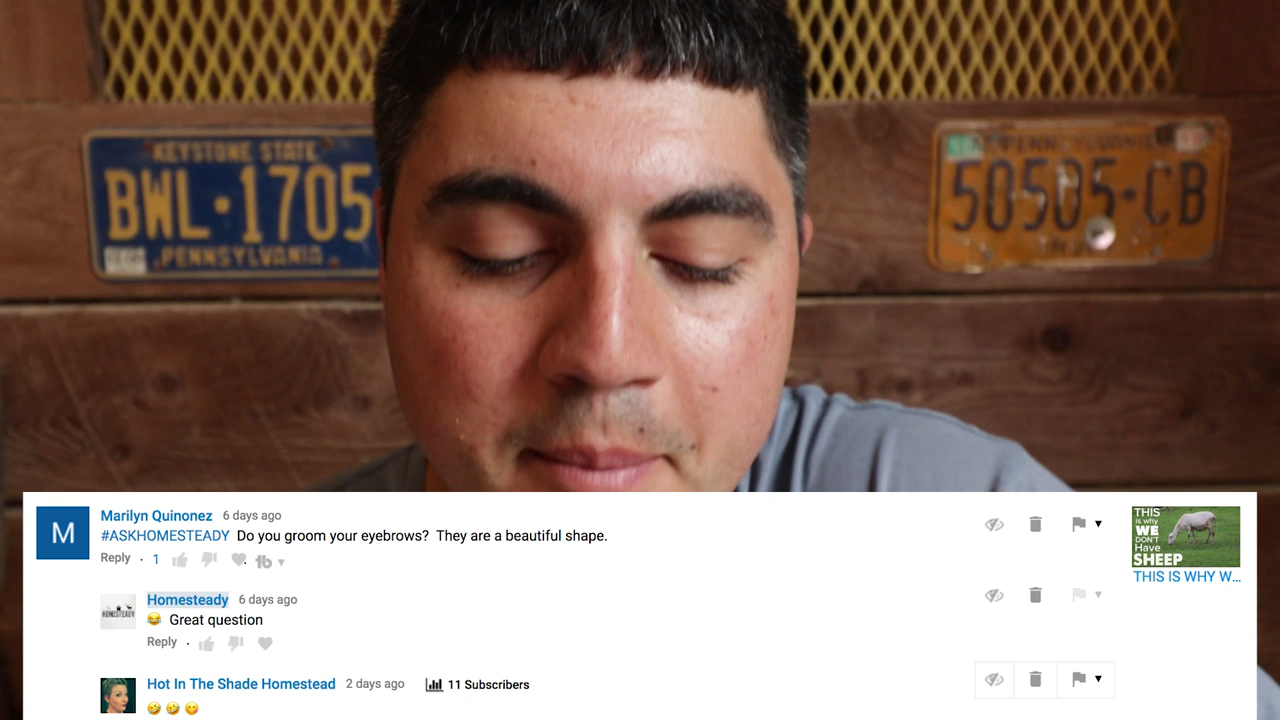 KEYSTONE STATE
BWL·1705
PENNSYLVANIA
PENNSYLVANIA
50505-CB
Marilyn Quinonez 6 days ago
#ASKHOMESTEADY Do you groom your eyebrows? They are a beautiful shape.
Reply · 1
THIS
is why
WE
DON'T
Have
SHEEP
THIS IS WHY W...
HOMESTEADY
Homesteady 6 days ago
😂 Great question
Reply ·
Hot In The Shade Homestead 2 days ago 11 Subscribers
🤣 🤣 😀
M